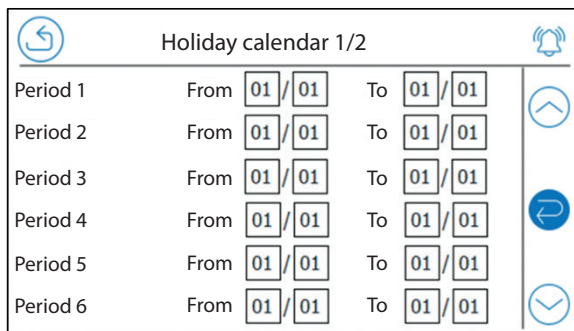 Holiday calendar 1/2
Period 1 From 01 / 01 To 01 / 01
Period 2 From 01 / 01 To 01 / 01
Period 3 From 01 / 01 To 01 / 01
Period 4 From 01 / 01 To 01 / 01
Period 5 From 01 / 01 To 01 / 01
Period 6 From 01 / 01 To 01 / 01